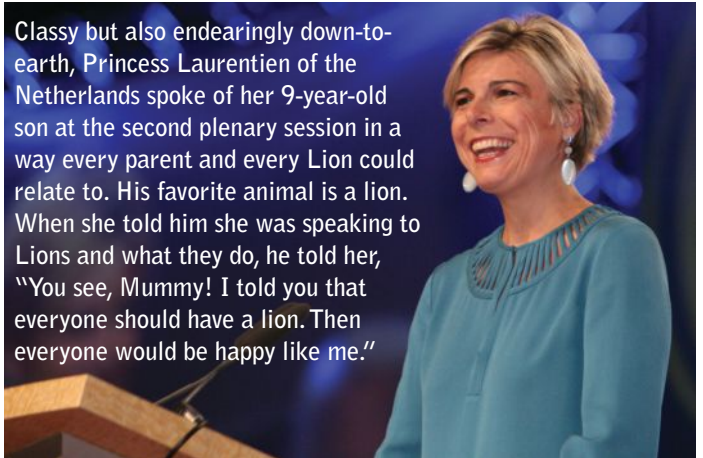 Classy but also endearingly down-to-
earth, Princess Laurentien of the
Netherlands spoke of her 9-year-old
son at the second plenary session in a
way every parent and every Lion could
relate to. His favorite animal is a lion.
When she told him she was speaking to
Lions and what they do, he told her,
“You see, Mummy! I told you that
everyone should have a lion. Then
everyone would be happy like me.”